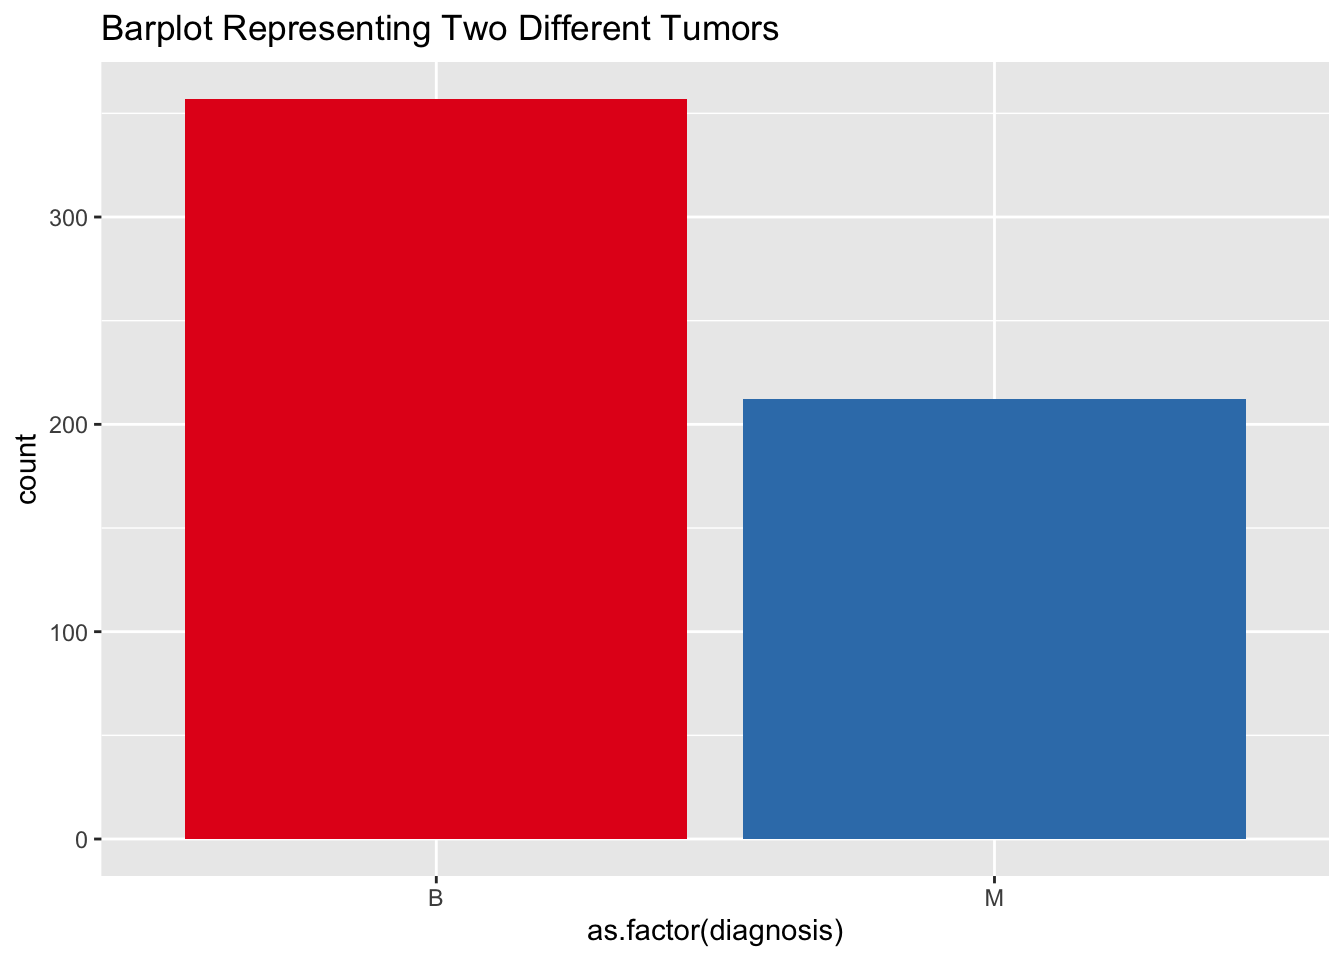 Barplot Representing Two Different Tumors
300
200
100
0
count
B
M
as.factor(diagnosis)